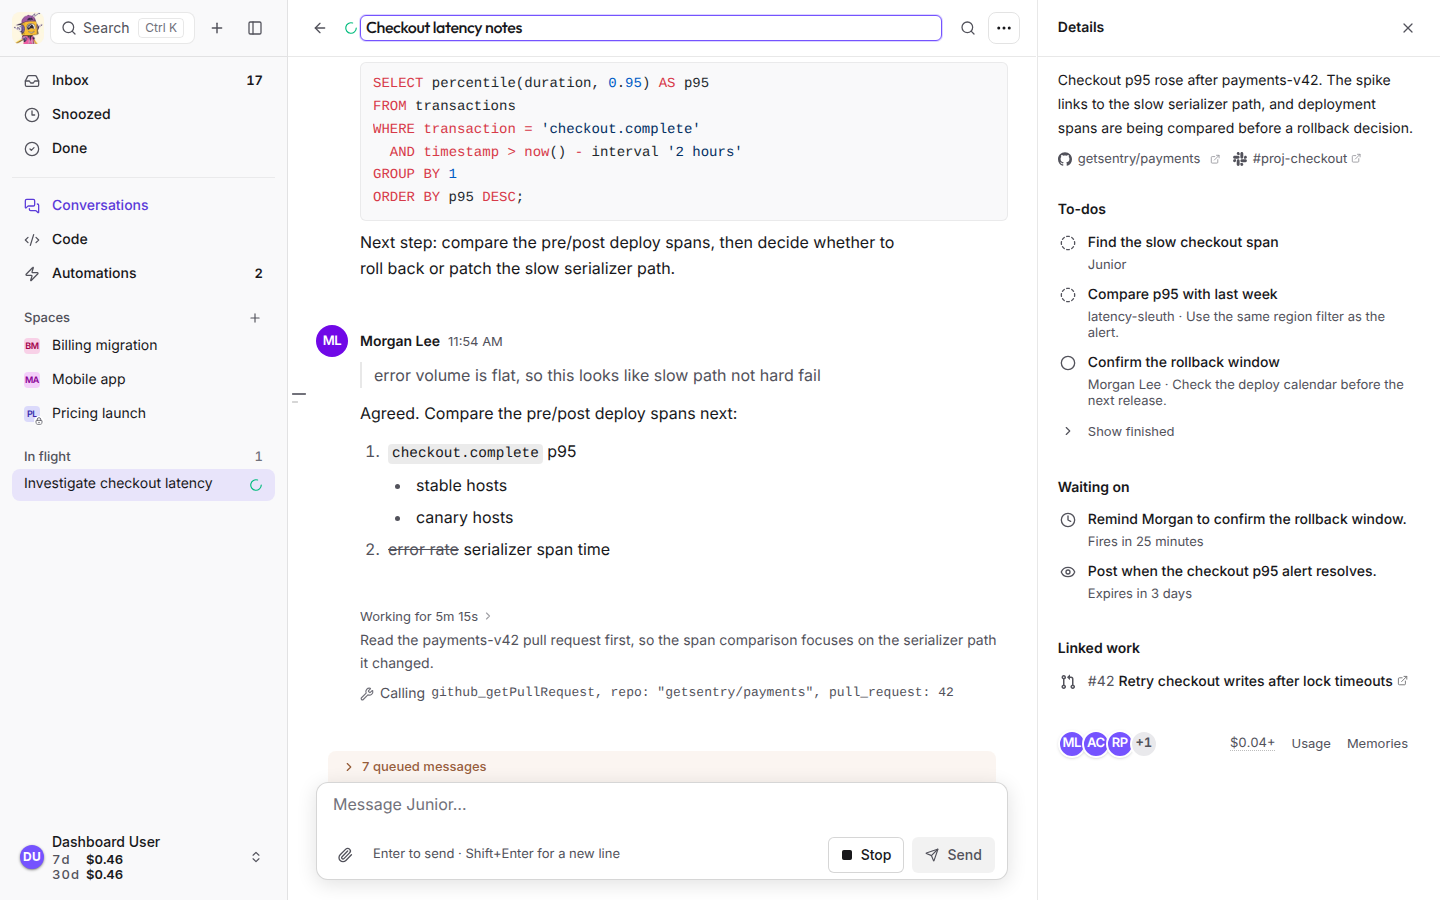 Search Ctrl K
Inbox 17
Snoozed
Done
Conversations
Code
Automations 2
Spaces
BM Billing migration
MA Mobile app
PL Pricing launch
In flight 1
Investigate checkout latency
DU Dashboard User
7d $0.46
30d $0.46
Checkout latency notes
SELECT percentile(duration, 0.95) AS p95
FROM transactions
WHERE transaction = 'checkout.complete'
AND timestamp > now() - interval '2 hours'
GROUP BY 1
ORDER BY p95 DESC;
Next step: compare the pre/post deploy spans, then decide whether to
roll back or patch the slow serializer path.
ML Morgan Lee 11:54 AM
error volume is flat, so this looks like slow path not hard fail
Agreed. Compare the pre/post deploy spans next:
1. checkout.complete p95
• stable hosts
• canary hosts
2. error rate serializer span time
Working for 5m 15s
Read the payments-v42 pull request first, so the span comparison focuses on the serializer path
it changed.
Calling github_getPullRequest, repo: "getsentry/payments", pull_request: 42
7 queued messages
Message Junior...
Enter to send · Shift+Enter for a new line
Stop
Send
Details
Checkout p95 rose after payments-v42. The spike
links to the slow serializer path, and deployment
spans are being compared before a rollback decision.
getsentry/payments #proj-checkout
To-dos
Find the slow checkout span
Junior
Compare p95 with last week
latency-sleuth · Use the same region filter as the
alert.
Confirm the rollback window
Morgan Lee · Check the deploy calendar before the
next release.
Show finished
Waiting on
Remind Morgan to confirm the rollback window.
Fires in 25 minutes
Post when the checkout p95 alert resolves.
Expires in 3 days
Linked work
#42 Retry checkout writes after lock timeouts
ML AC RP +1 $0.04+ Usage Memories